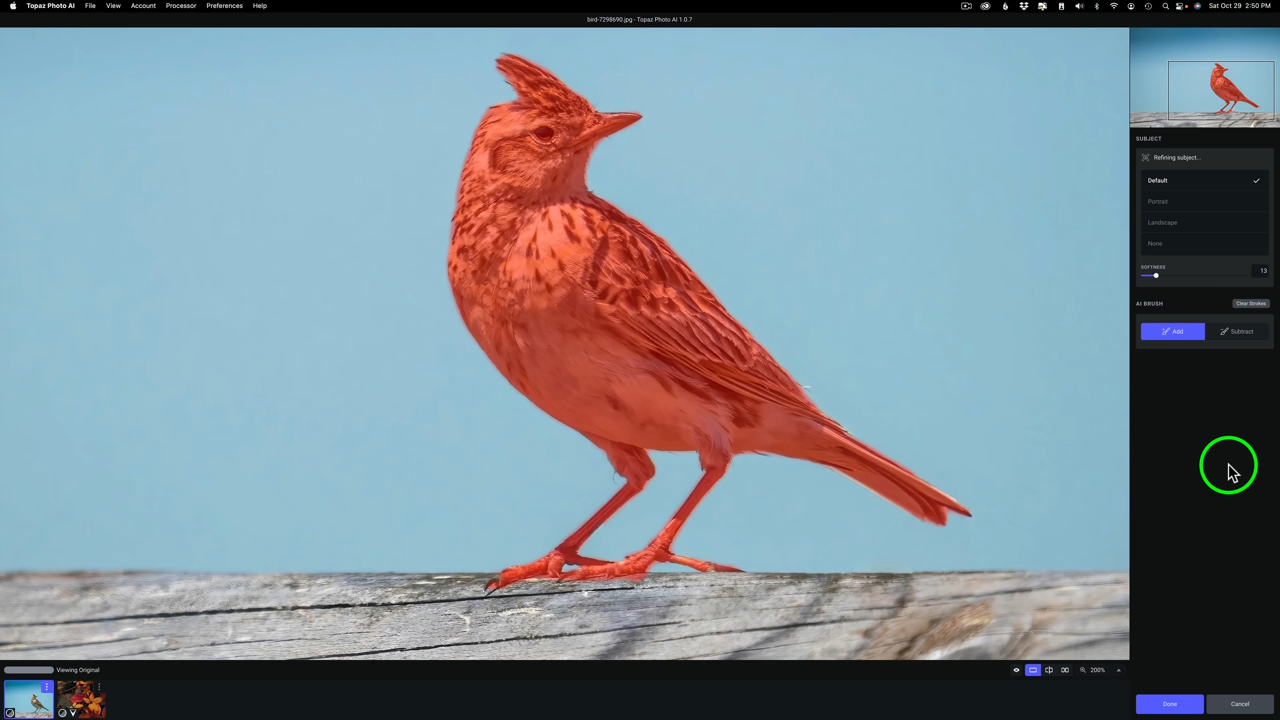 Topaz Photo AI File Edit View Account Processor Preferences Help Sat Oct 29 2:50 PM
bird-7298690.jpg - Topaz Photo AI 1.0.7
SUBJECT
Refining subject...
Default
Portrait
Landscape
None
SOFTNESS
13
AI BRUSH Clear Strokes
Add Subtract
Viewing Original 200%
Done Cancel